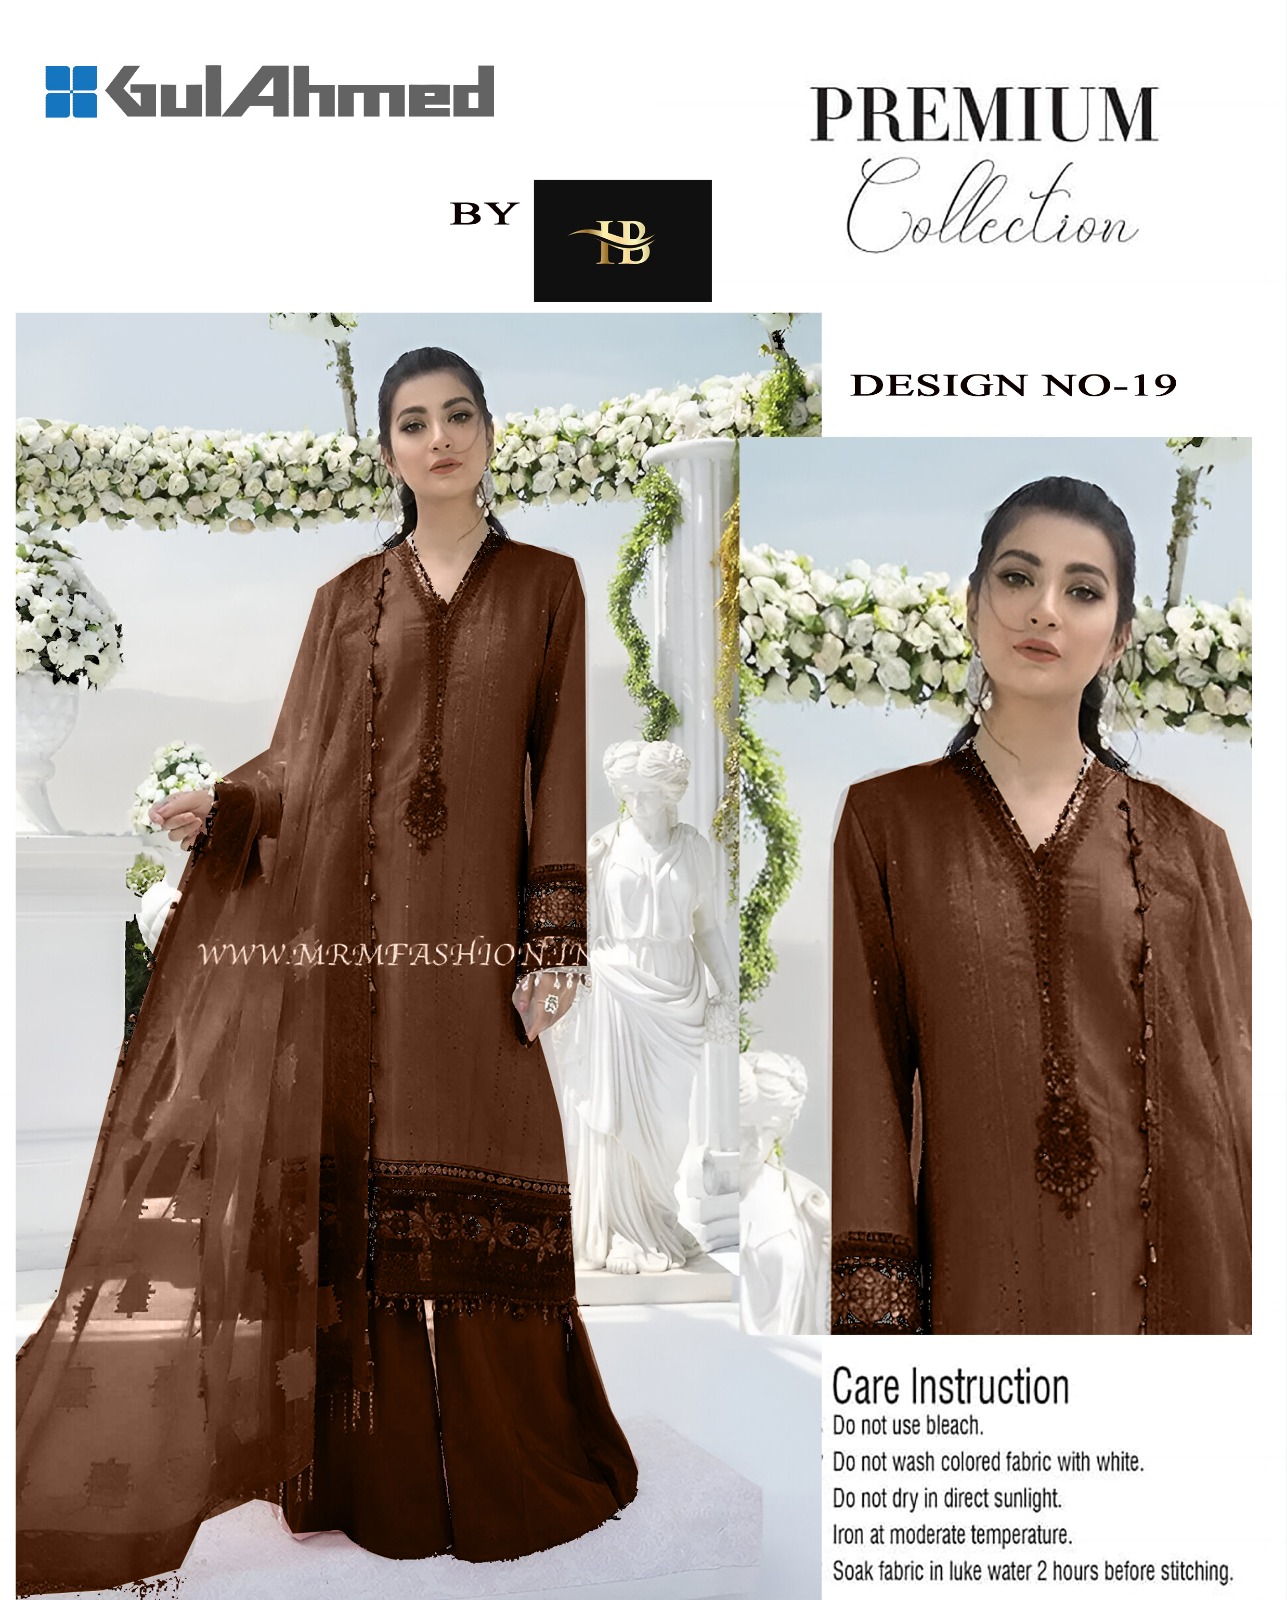 GulAhmed
PREMIUM
Collection
BY
HB
DESIGN NO-19
WWW.MRMFASHION.IN
Care Instruction
Do not use bleach.
Do not wash colored fabric with white.
Do not dry in direct sunlight.
Iron at moderate temperature.
Soak fabric in luke water 2 hours before stitching.